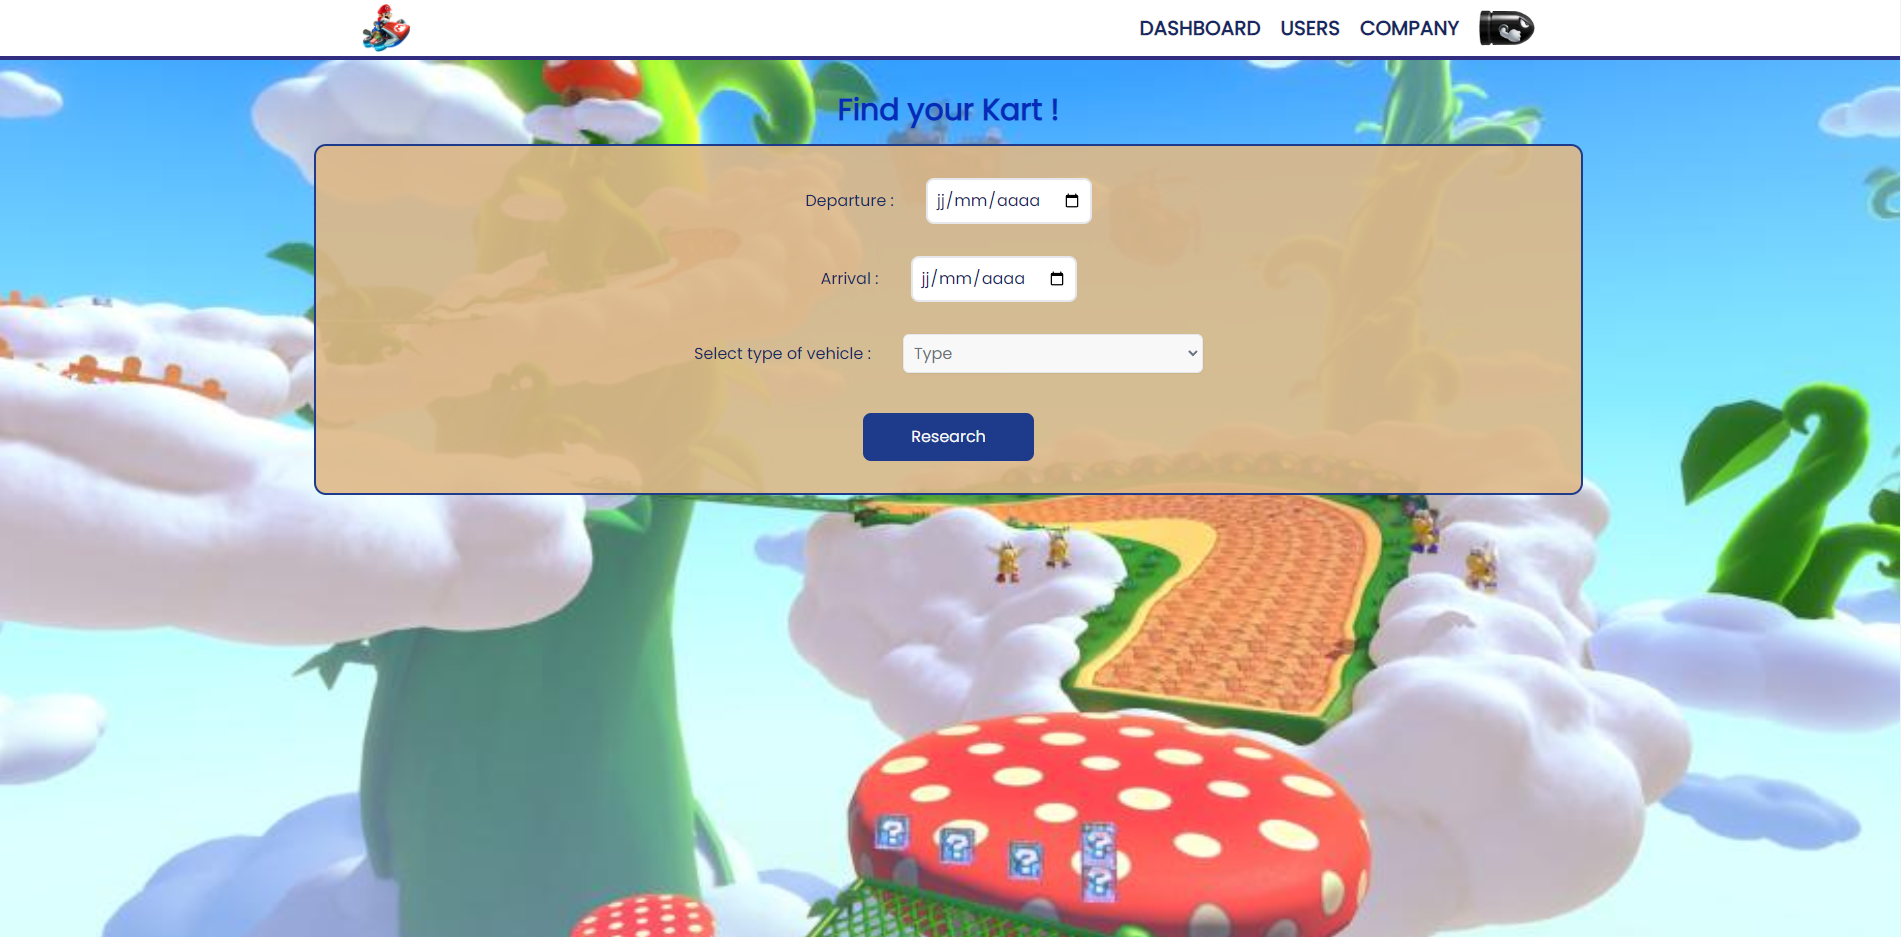 DASHBOARD USERS COMPANY
Find your Kart !
Departure : jj/mm/aaaa
Arrival : jj/mm/aaaa
Select type of vehicle : Type
Research
? ? ? ? ?